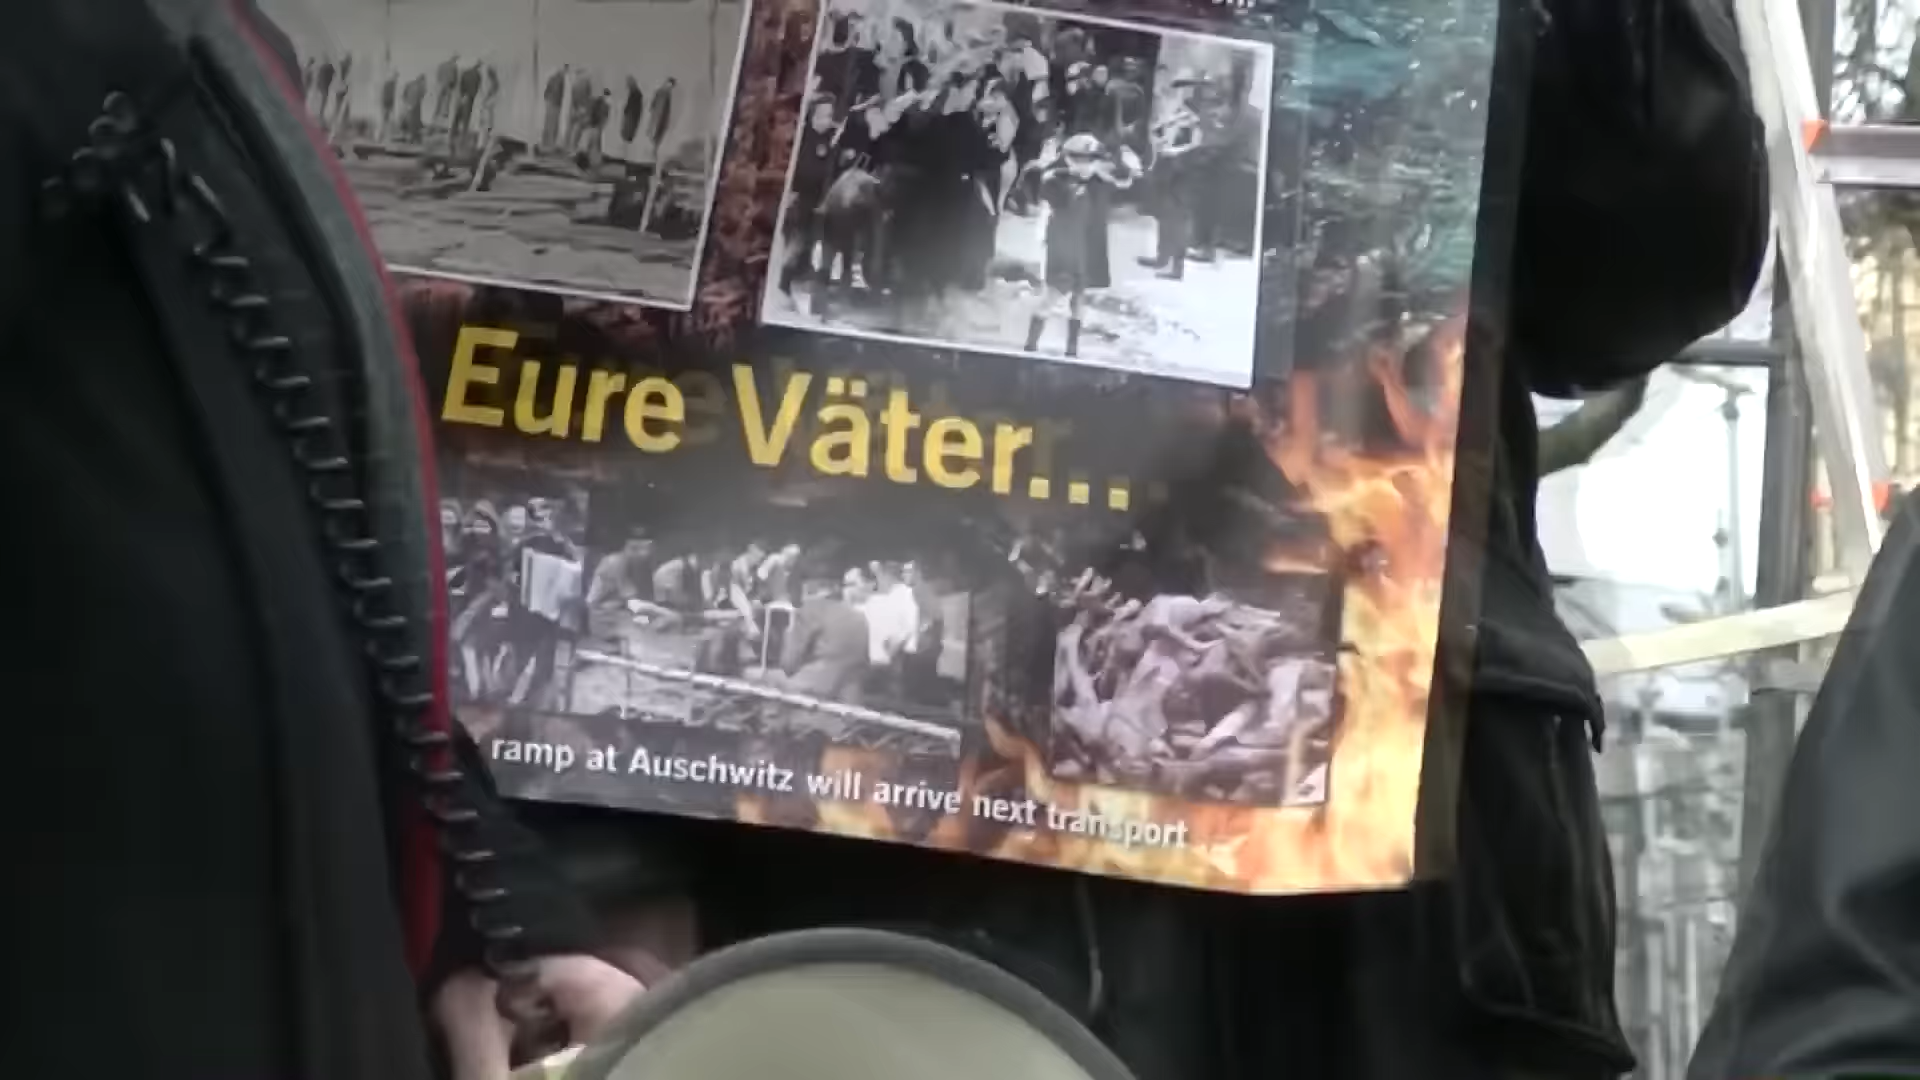 Eure Väter...
ramp at Auschwitz will arrive next transport...